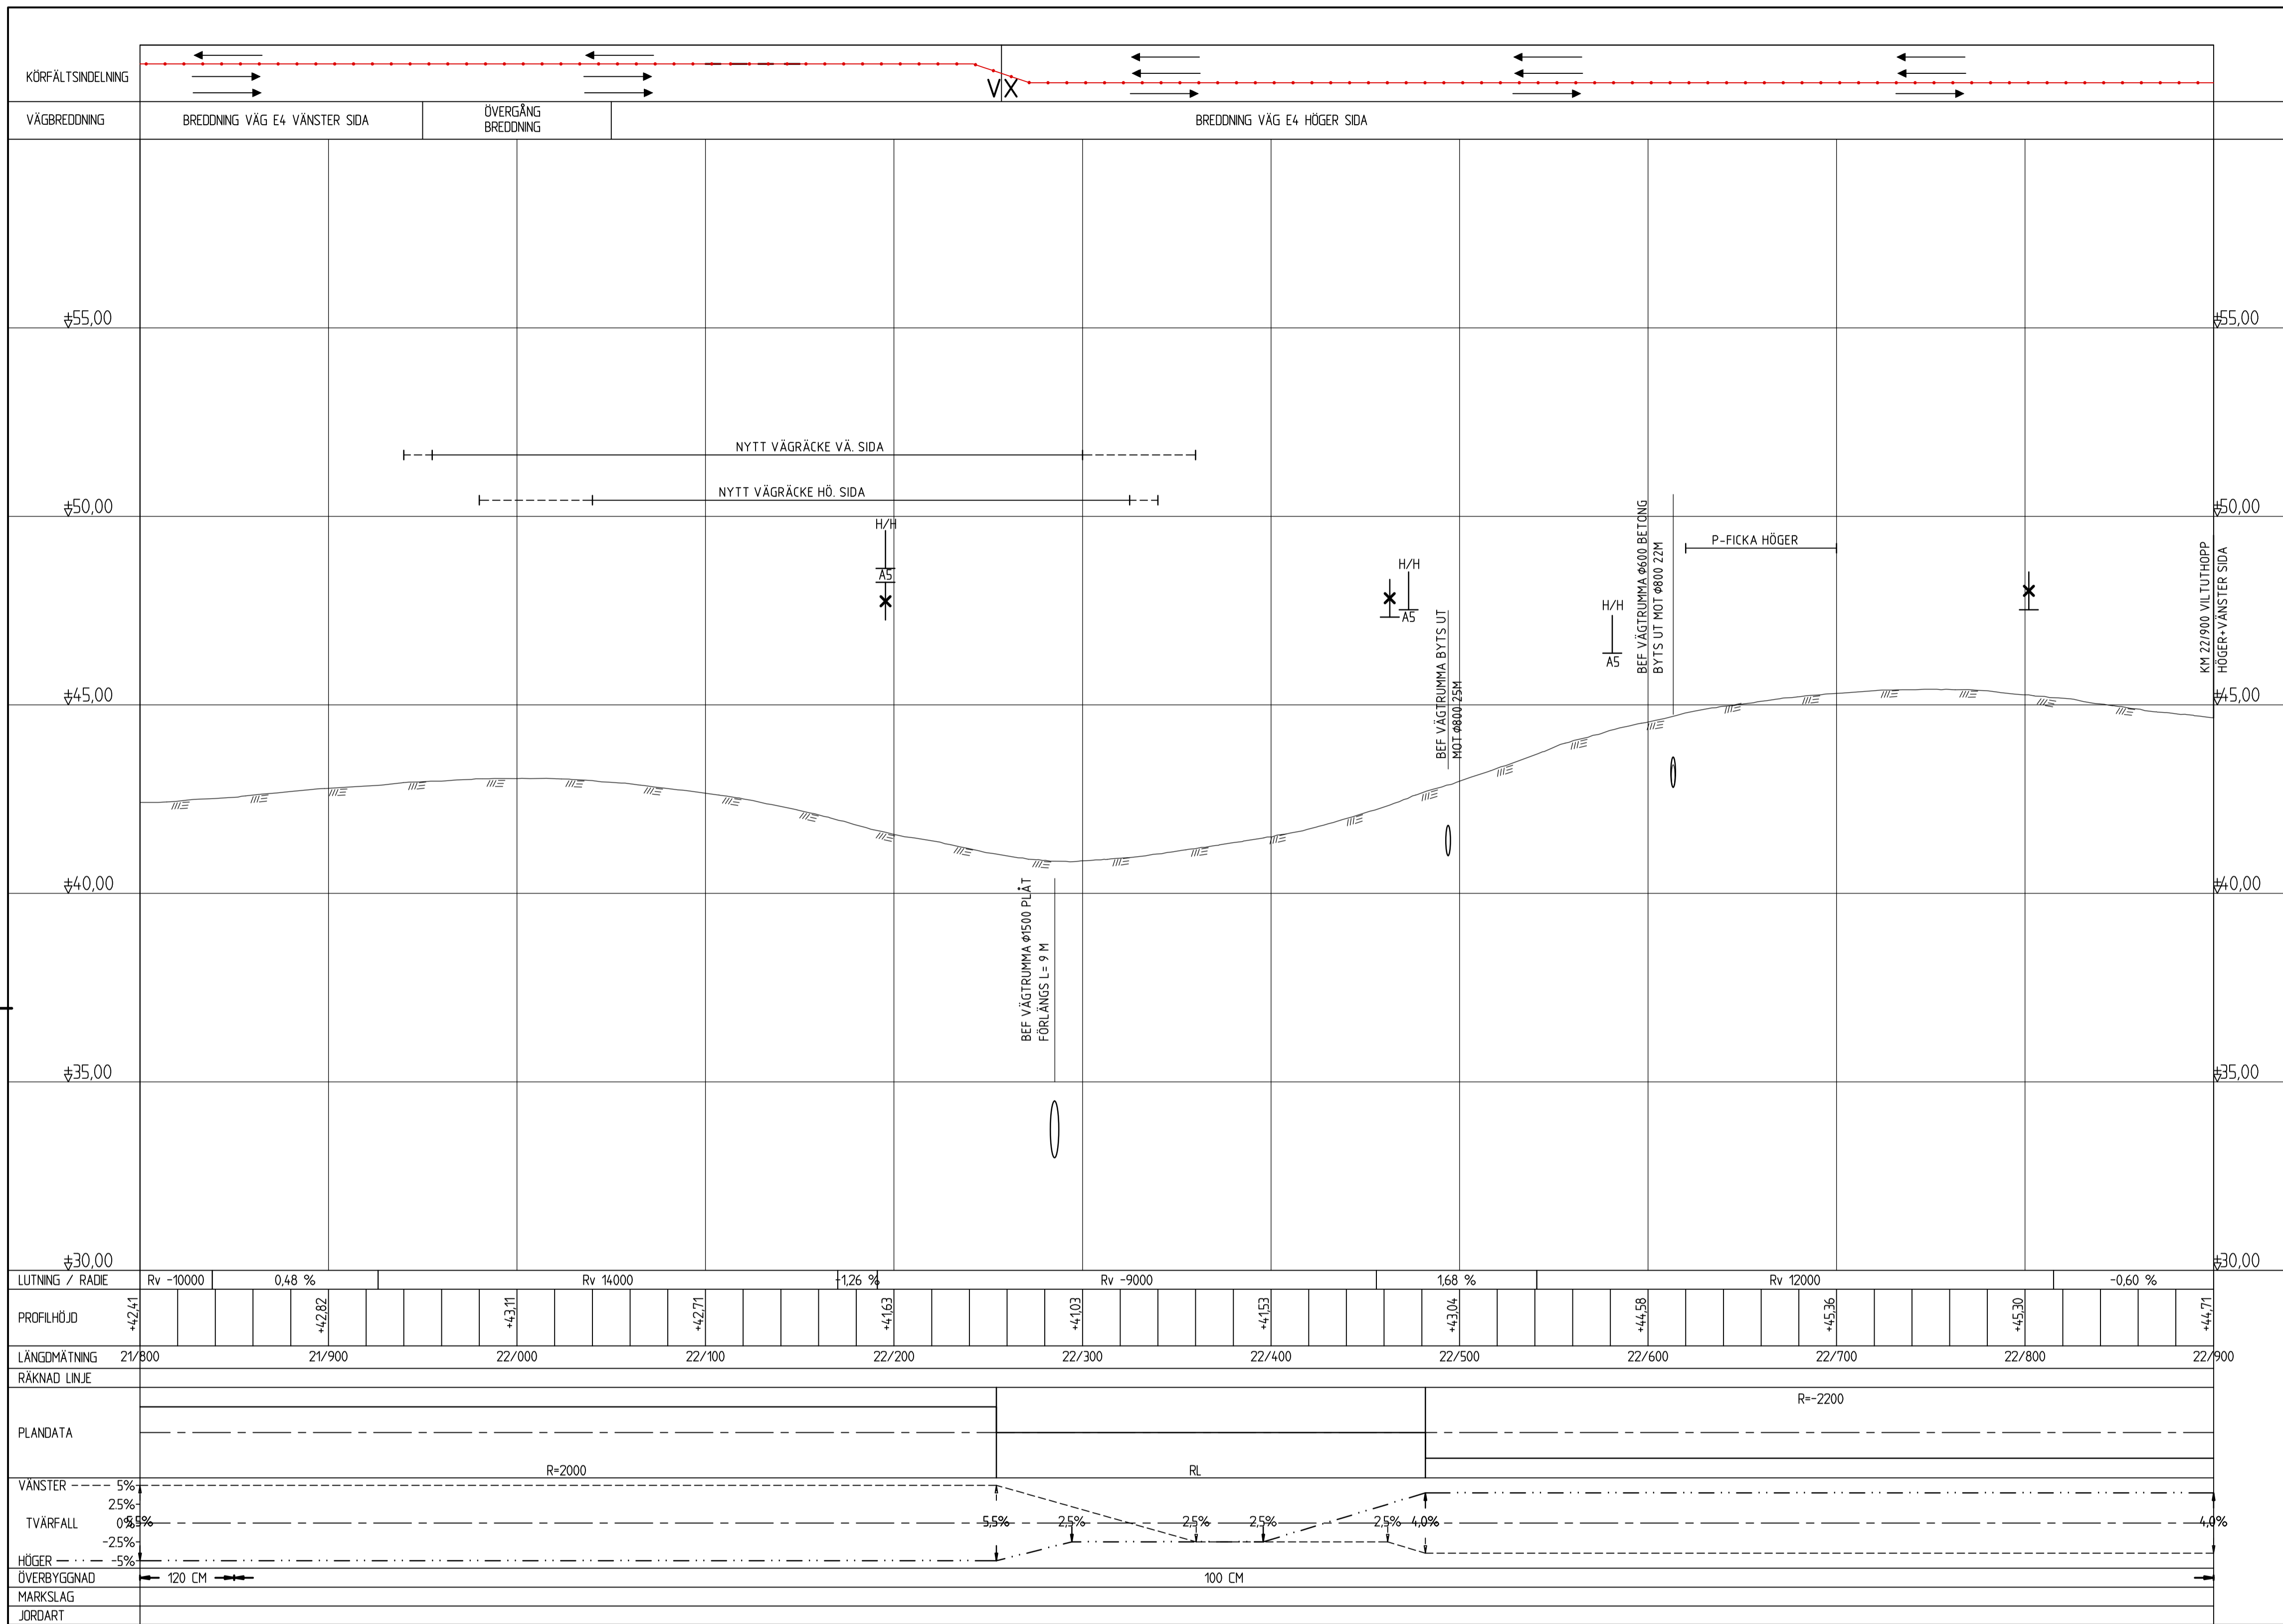 KÖRFÄLTSINDELNING
VX
VÄGBREDDNING
BREDDNING VÄG E4 VÄNSTER SIDA
ÖVERGÅNG
BREDDNING
BREDDNING VÄG E4 HÖGER SIDA
+55,00
+55,00
NYTT VÄGRÄCKE VÄ. SIDA
NYTT VÄGRÄCKE HÖ. SIDA
+50,00
+50,00
H/H
A5
H/H
A5
H/H
A5
BEF VÄGTRUMMA BYTS UT
MOT Φ800 25M
BEF VÄGTRUMMA Φ600 BETONG
BYTS UT MOT Φ800 22M
P-FICKA HÖGER
KM 22/900 VILTUTHOPP
HÖGER+VÄNSTER SIDA
+45,00
+45,00
+40,00
+40,00
BEF VÄGTRUMMA Φ1500 PLÅT
FÖRLÄNGS L= 9 M
+35,00
+35,00
+30,00
+30,00
LUTNING / RADIE
Rv -10000
0,48 %
Rv 14000
-1,26 %
Rv -9000
1,68 %
Rv 12000
-0,60 %
PROFILHÖJD
+42,41
+42,82
+43,11
+42,71
+41,63
+41,03
+41,53
+43,04
+44,58
+45,36
+45,30
+44,71
LÄNGDMÄTNING
21/800
21/900
22/000
22/100
22/200
22/300
22/400
22/500
22/600
22/700
22/800
22/900
RÄKNAD LINJE
PLANDATA
R=2000
RL
R=-2200
VÄNSTER
5%
2.5%
TVÄRFALL
0%
5,5%
5,5%
2,5%
2,5%
2,5%
2,5%
4,0%
4,0%
-2.5%
HÖGER
-5%
ÖVERBYGGNAD
120 CM
100 CM
MARKSLAG
JORDART